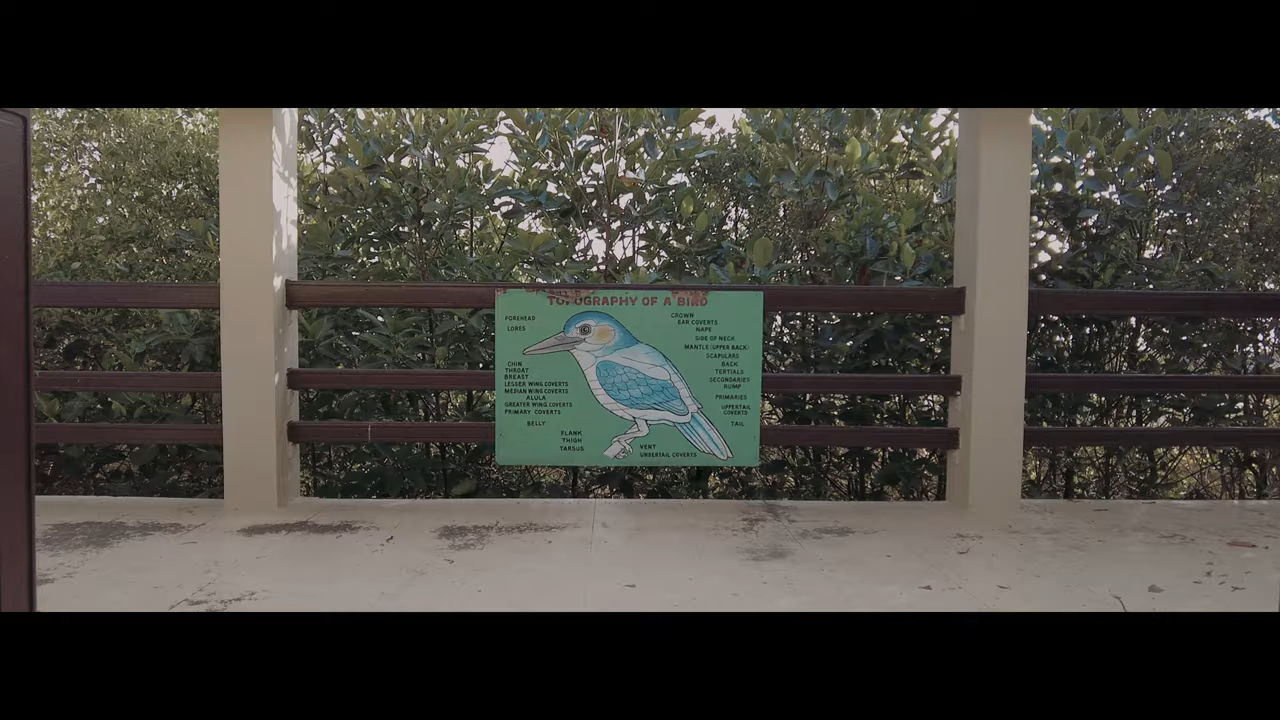 TOPOGRAPHY OF A BIRD
FOREHEAD
LORES
CHIN
THROAT
BREAST
LESSER WING COVERTS
MEDIAN WING COVERTS
ALULA
GREATER WING COVERTS
PRIMARY COVERTS
BELLY
FLANK
THIGH
TARSUS
CROWN
EAR COVERTS
NAPE
SIDE OF NECK
MANTLE (UPPER BACK)
SCAPULARS
BACK
TERTIALS
SECONDARIES
RUMP
PRIMARIES
UPPERTAIL
COVERTS
TAIL
VENT
UNDERTAIL COVERTS